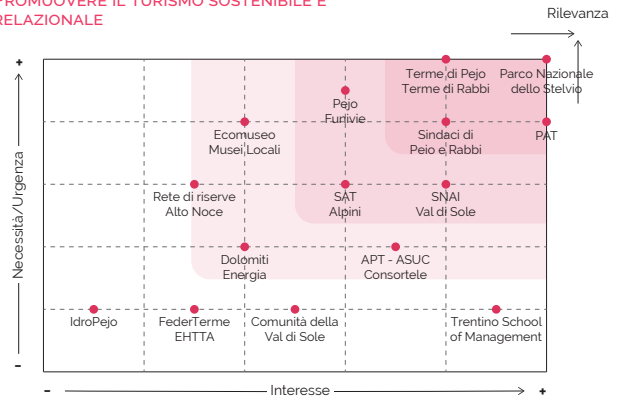 PROMUOVERE IL TURISMO SOSTENIBILE E
RELAZIONALE
Rilevanza
+
Terme di Pejo
Terme di Rabbi
Parco Nazionale
dello Stelvio
Pejo
Funivie
Ecomuseo
Musei Locali
Sindaci di
Peio e Rabbi
PAT
Necessità/Urgenza
Rete di riserve
Alto Noce
SAT
Alpini
SNAI
Val di Sole
Dolomiti
Energia
APT - ASUC
Consortele
IdroPejo
FederTerme
EHTTA
Comunità della
Val di Sole
Trentino School
of Management
-
-
Interesse
+